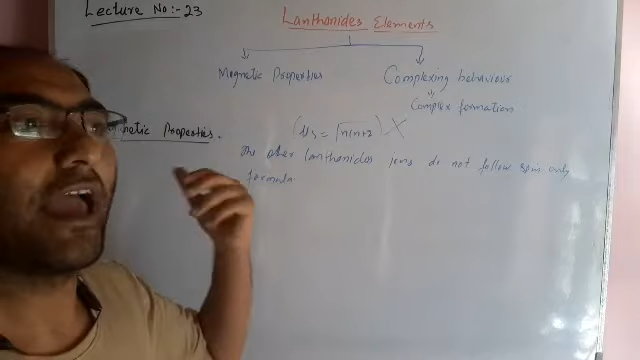 Lecture No:- 23
Lanthanides Elements
Magnetic Properties
Complexing behaviour
Complex formation
netic Properties.
(μs = √n(n+2)) X
The other lanthanides ions do not follow spin only
formula.